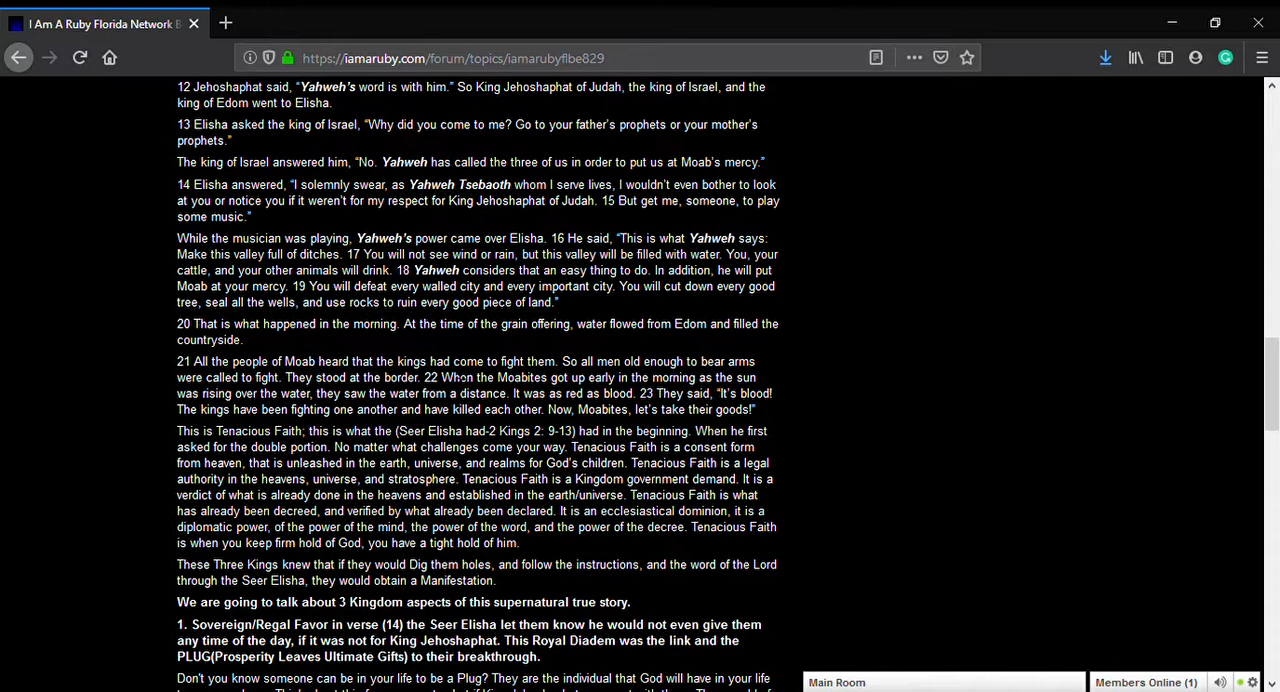 I Am A Ruby Florida Network B
https://iamaruby.com/forum/topics/iamarubyflbe829
12 Jehoshaphat said, “Yahweh’s word is with him.” So King Jehoshaphat of Judah, the king of Israel, and the
king of Edom went to Elisha.
13 Elisha asked the king of Israel, “Why did you come to me? Go to your father’s prophets or your mother’s
prophets.”
The king of Israel answered him, “No. Yahweh has called the three of us in order to put us at Moab’s mercy.”
14 Elisha answered, “I solemnly swear, as Yahweh Tsebaoth whom I serve lives, I wouldn’t even bother to look
at you or notice you if it weren’t for my respect for King Jehoshaphat of Judah. 15 But get me, someone, to play
some music.”
While the musician was playing, Yahweh’s power came over Elisha. 16 He said, “This is what Yahweh says:
Make this valley full of ditches. 17 You will not see wind or rain, but this valley will be filled with water. You, your
cattle, and your other animals will drink. 18 Yahweh considers that an easy thing to do. In addition, he will put
Moab at your mercy. 19 You will defeat every walled city and every important city. You will cut down every good
tree, seal all the wells, and use rocks to ruin every good piece of land.”
20 That is what happened in the morning. At the time of the grain offering, water flowed from Edom and filled the
countryside.
21 All the people of Moab heard that the kings had come to fight them. So all men old enough to bear arms
were called to fight. They stood at the border. 22 When the Moabites got up early in the morning as the sun
was rising over the water, they saw the water from a distance. It was as red as blood. 23 They said, “It’s blood!
The kings have been fighting one another and have killed each other. Now, Moabites, let’s take their goods!”
This is Tenacious Faith; this is what the (Seer Elisha had-2 Kings 2: 9-13) had in the beginning. When he first
asked for the double portion. No matter what challenges come your way. Tenacious Faith is a consent form
from heaven, that is unleashed in the earth, universe, and realms for God’s children. Tenacious Faith is a legal
authority in the heavens, universe, and stratosphere. Tenacious Faith is a Kingdom government demand. It is a
verdict of what is already done in the heavens and established in the earth/universe. Tenacious Faith is what
has already been decreed, and verified by what already been declared. It is an ecclesiastical dominion, it is a
diplomatic power, of the power of the mind, the power of the word, and the power of the decree. Tenacious Faith
is when you keep firm hold of God, you have a tight hold of him.
These Three Kings knew that if they would Dig them holes, and follow the instructions, and the word of the Lord
through the Seer Elisha, they would obtain a Manifestation.
We are going to talk about 3 Kingdom aspects of this supernatural true story.
1. Sovereign/Regal Favor in verse (14) the Seer Elisha let them know he would not even give them
any time of the day, if it was not for King Jehoshaphat. This Royal Diadem was the link and the
PLUG(Prosperity Leaves Ultimate Gifts) to their breakthrough.
Don't you know someone can be in your life to be a Plug? They are the individual that God will have in your life
Main Room
Members Online (1)